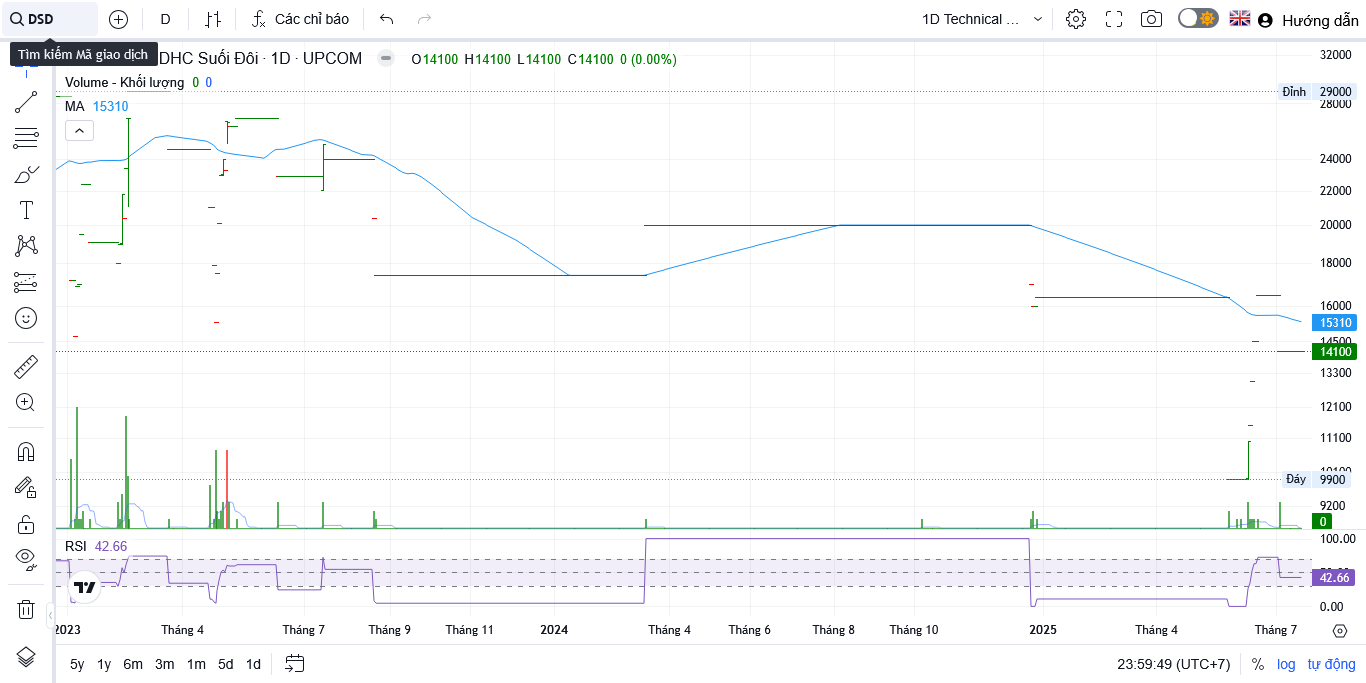 DSD
D
Các chỉ báo
1D Technical ...
Hướng dẫn
Tìm kiếm Mã giao dịch
DHC Suối Đôi · 1D · UPCOM
O14100 H14100 L14100 C14100 0 (0.00%)
Volume - Khối lượng 0 0
MA 15310
32000
Đỉnh 29000
28000
24000
22000
20000
18000
16000
15310
14500
14100
13300
12100
11100
10100
Đáy 9900
9200
0
RSI 42.66
100.00
50.00
42.66
0.00
2023
Tháng 4
Tháng 7
Tháng 9
Tháng 11
2024
Tháng 4
Tháng 6
Tháng 8
Tháng 10
2025
Tháng 4
Tháng 7
5y 1y 6m 3m 1m 5d 1d
23:59:49 (UTC+7)
% log tự động